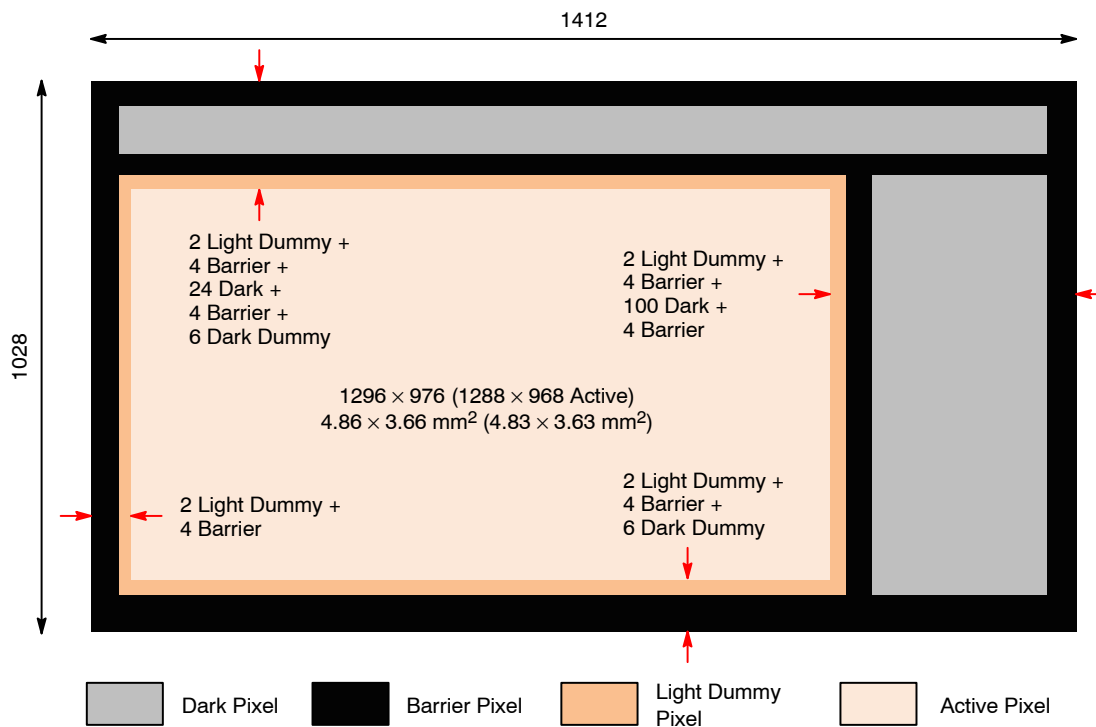 1412
1028
2 Light Dummy +
4 Barrier +
24 Dark +
4 Barrier +
6 Dark Dummy
2 Light Dummy +
4 Barrier +
100 Dark +
4 Barrier
1296 × 976 (1288 × 968 Active)
4.86 × 3.66 mm² (4.83 × 3.63 mm²)
2 Light Dummy +
4 Barrier
2 Light Dummy +
4 Barrier +
6 Dark Dummy
Dark Pixel
Barrier Pixel
Light Dummy
Pixel
Active Pixel